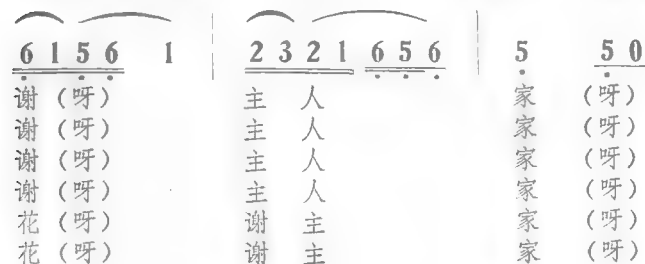 6156 1 | 2321 656 | 5 50
谢（呀） 主 人 家 （呀）
谢（呀） 主 人 家 （呀）
谢（呀） 主 人 家 （呀）
谢（呀） 主 人 家 （呀）
花（呀） 谢 主 家 （呀）
花（呀） 谢 主 家 （呀）